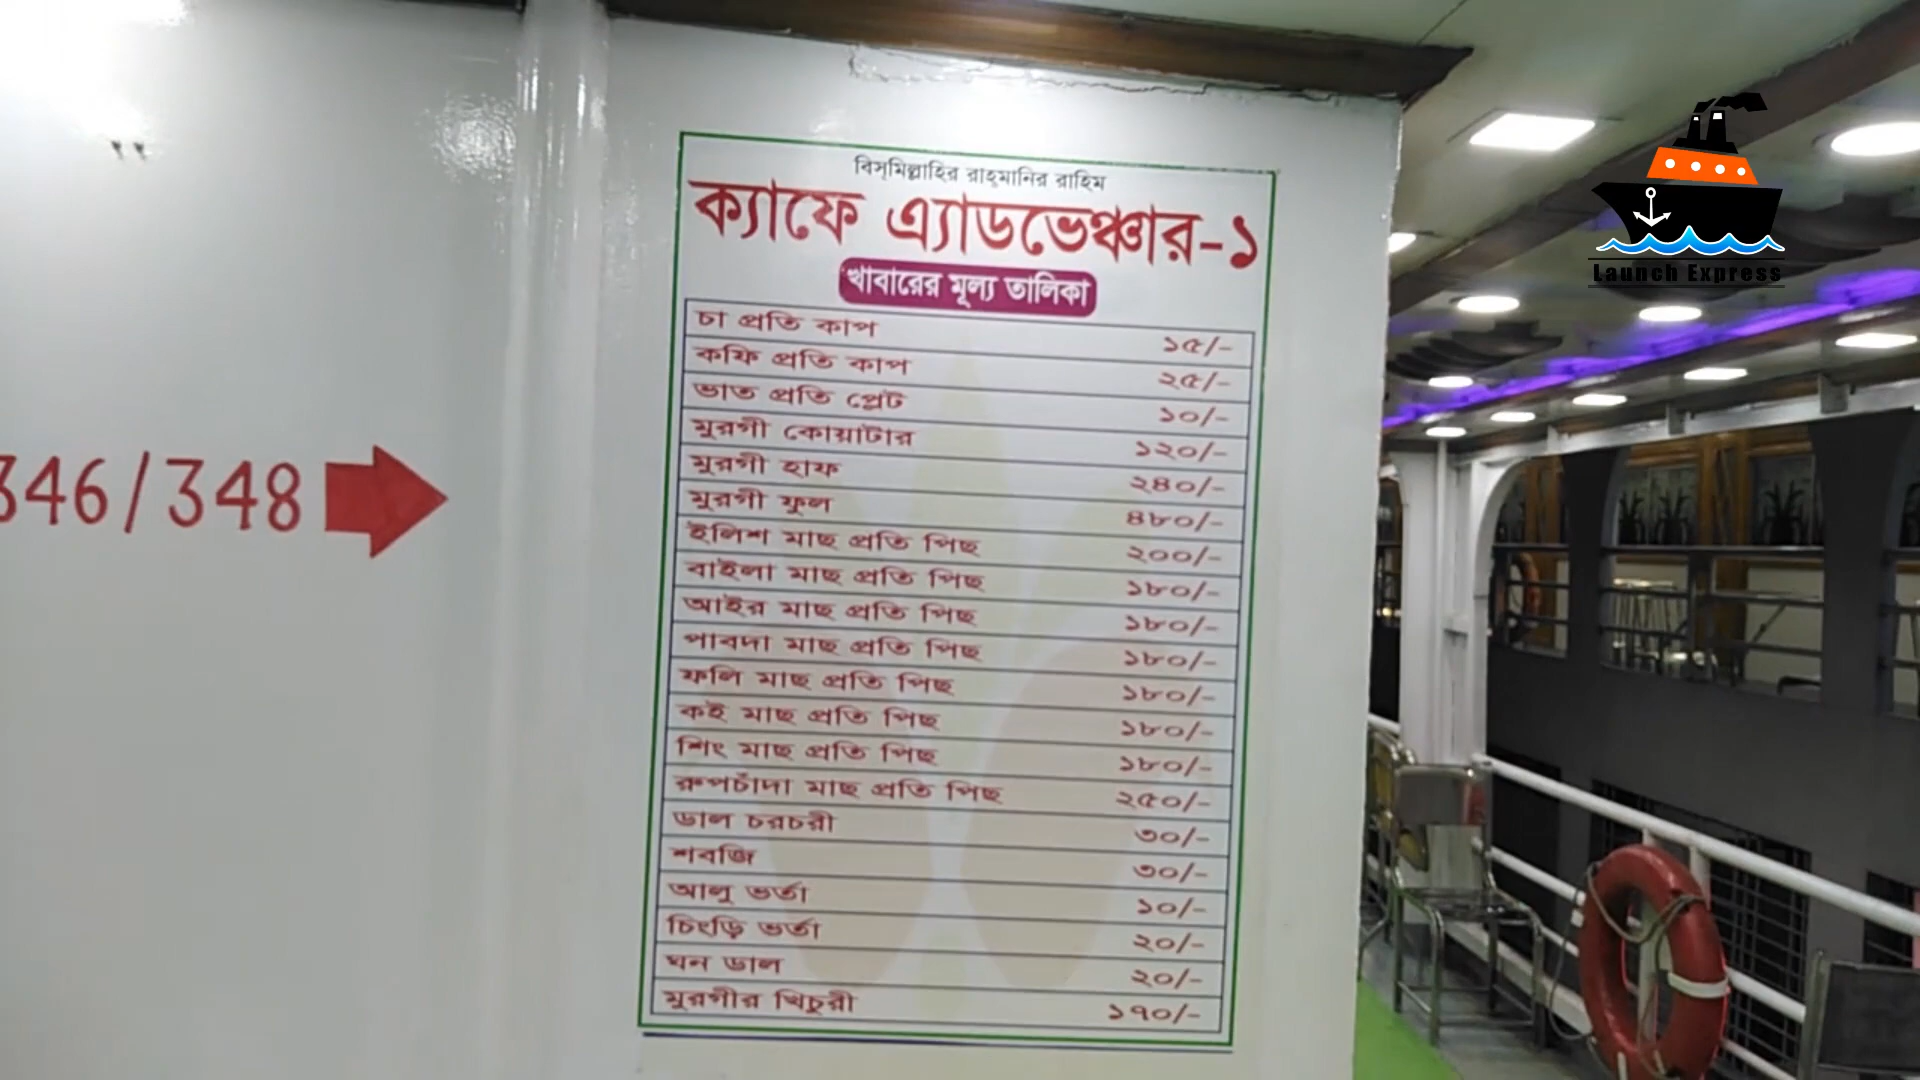 বিস্‌মিল্লাহির রাহ্‌মানির রাহিম
ক্যাফে এ্যাডভেঞ্চার-১
খাবারের মূল্য তালিকা
চা প্রতি কাপ ১৫/-
কফি প্রতি কাপ ২৫/-
ভাত প্রতি প্লেট ১০/-
মুরগী কোয়াটার ১২০/-
মুরগী হাফ ২৪০/-
মুরগী ফুল ৪৮০/-
ইলিশ মাছ প্রতি পিছ ২০০/-
বাইলা মাছ প্রতি পিছ ১৮০/-
আইর মাছ প্রতি পিছ ১৮০/-
পাবদা মাছ প্রতি পিছ ১৮০/-
ফলি মাছ প্রতি পিছ ১৮০/-
কই মাছ প্রতি পিছ ১৮০/-
শিং মাছ প্রতি পিছ ১৮০/-
রুপচাঁদা মাছ প্রতি পিছ ২৫০/-
ডাল চরচরী ৩০/-
শবজি ৩০/-
আলু ভর্তা ১০/-
চিংড়ি ভর্তা ২০/-
ঘন ডাল ২০/-
মুরগীর খিচুরী ১৭০/-
346/348
Launch Express